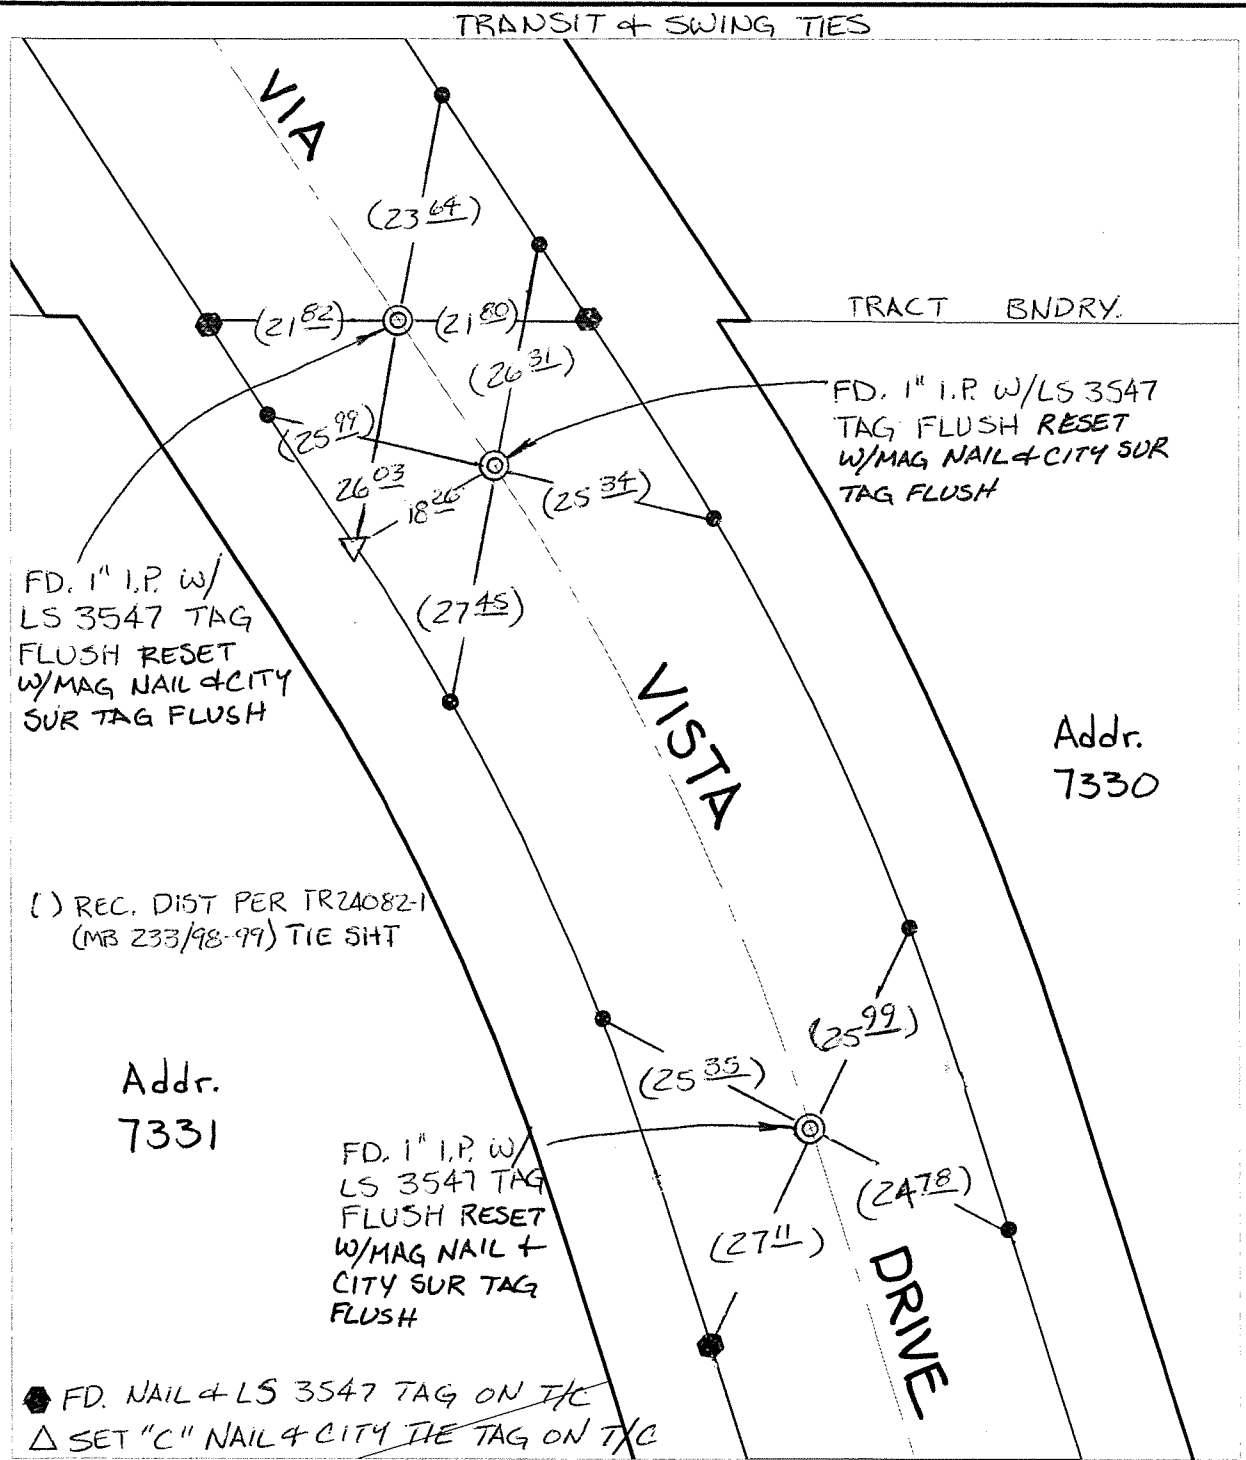 TRANSIT & SWING TIES
VIA
(23 64)
(21 82)
(21 80)
TRACT BNDRY.
(26 31)
FD. 1" I.P. W/LS 3547
TAG FLUSH RESET
W/MAG NAIL & CITY SUR
TAG FLUSH
(25 99)
26 03
18 26
(25 34)
FD. 1" I.P. W/
LS 3547 TAG
FLUSH RESET
W/MAG NAIL & CITY
SUR TAG FLUSH
(27 45)
VISTA
Addr.
7330
( ) REC. DIST PER TR24082-1
(MB 233/98-99) TIE SHT
(25 99)
(25 35)
Addr.
7331
FD. 1" I.P. W/
LS 3547 TAG
FLUSH RESET
W/MAG NAIL &
CITY SUR TAG
FLUSH
(24 78)
(27 11)
DRIVE
FD. NAIL & LS 3547 TAG ON T/C
△ SET "C" NAIL & CITY TIE TAG ON T/C